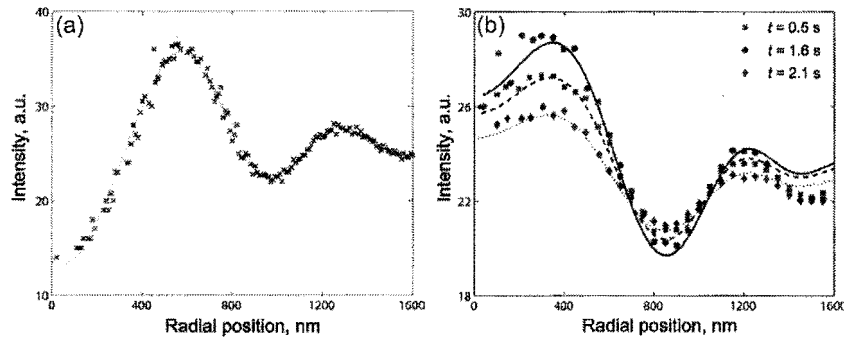 (a)
40
30
20
10
Intensity, a.u.
0
400
800
1200
1600
Radial position, nm
(b)
29
26
22
18
Intensity, a.u.
t = 0.5 s
t = 1.6 s
t = 2.1 s
0
400
800
1200
1600
Radial position, nm